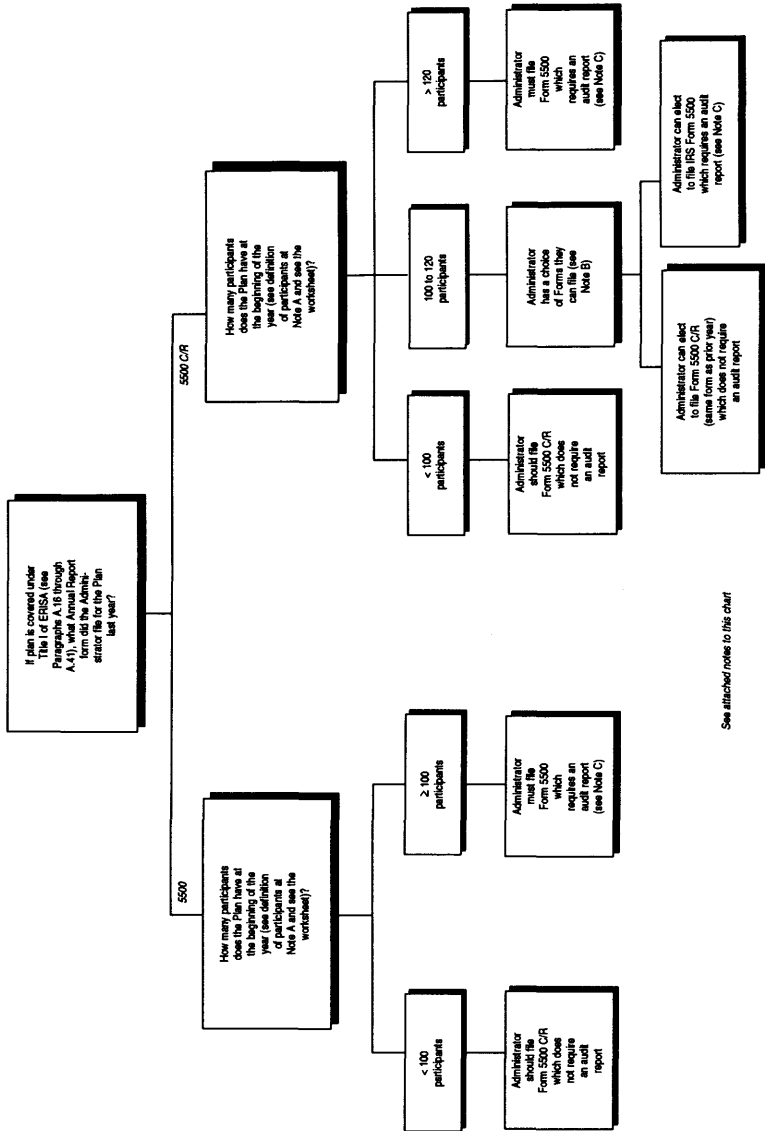 If plan is covered under
Title I of ERISA (see
Paragraphs A.16 through
A.41), what Annual Report
form did the Admini-
strator file for the Plan
last year?
5500
5500 C/R
How many participants
does the Plan have at
the beginning of the
year (see definition
of participants at
Note A and see the
worksheet)?
How many participants
does the Plan have at
the beginning of the
year (see definition
of participants at
Note A and see the
worksheet)?
< 100
participants
≥ 100
participants
< 100
participants
100 to 120
participants
> 120
participants
Administrator
should file
Form 5500 C/R
which does
not require
an audit
report
Administrator
must file
Form 5500
which
requires an
audit report
(see Note C)
Administrator
should file
Form 5500 C/R
which does
not require
an audit
report
Administrator
has a choice
of Forms they
can file (see
Note B)
Administrator
must file
Form 5500
which
requires an
audit report
(see Note C)
Administrator can elect
to file Form 5500 C/R
(same form as prior year)
which does not require
an audit report
Administrator can elect
to file IRS Form 5500
which requires an audit
report (see Note C)
See attached notes to this chart